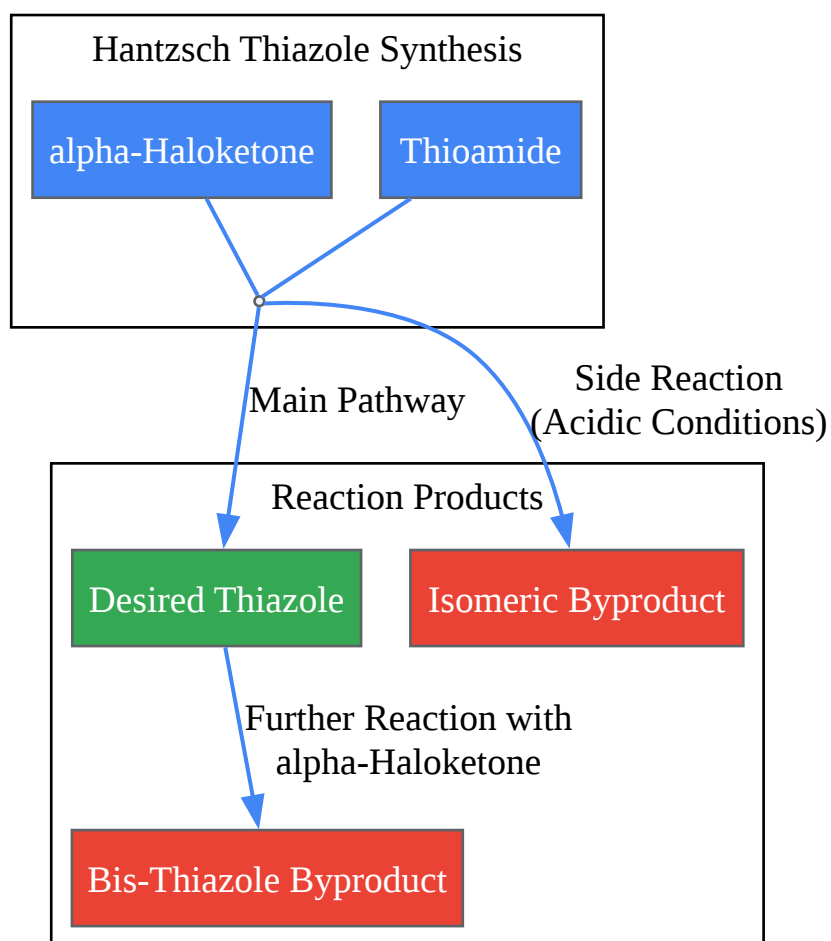 Hantzsch Thiazole Synthesis
alpha-Haloketone
Thioamide
Main Pathway
Side Reaction
(Acidic Conditions)
Reaction Products
Desired Thiazole
Isomeric Byproduct
Further Reaction with
alpha-Haloketone
Bis-Thiazole Byproduct